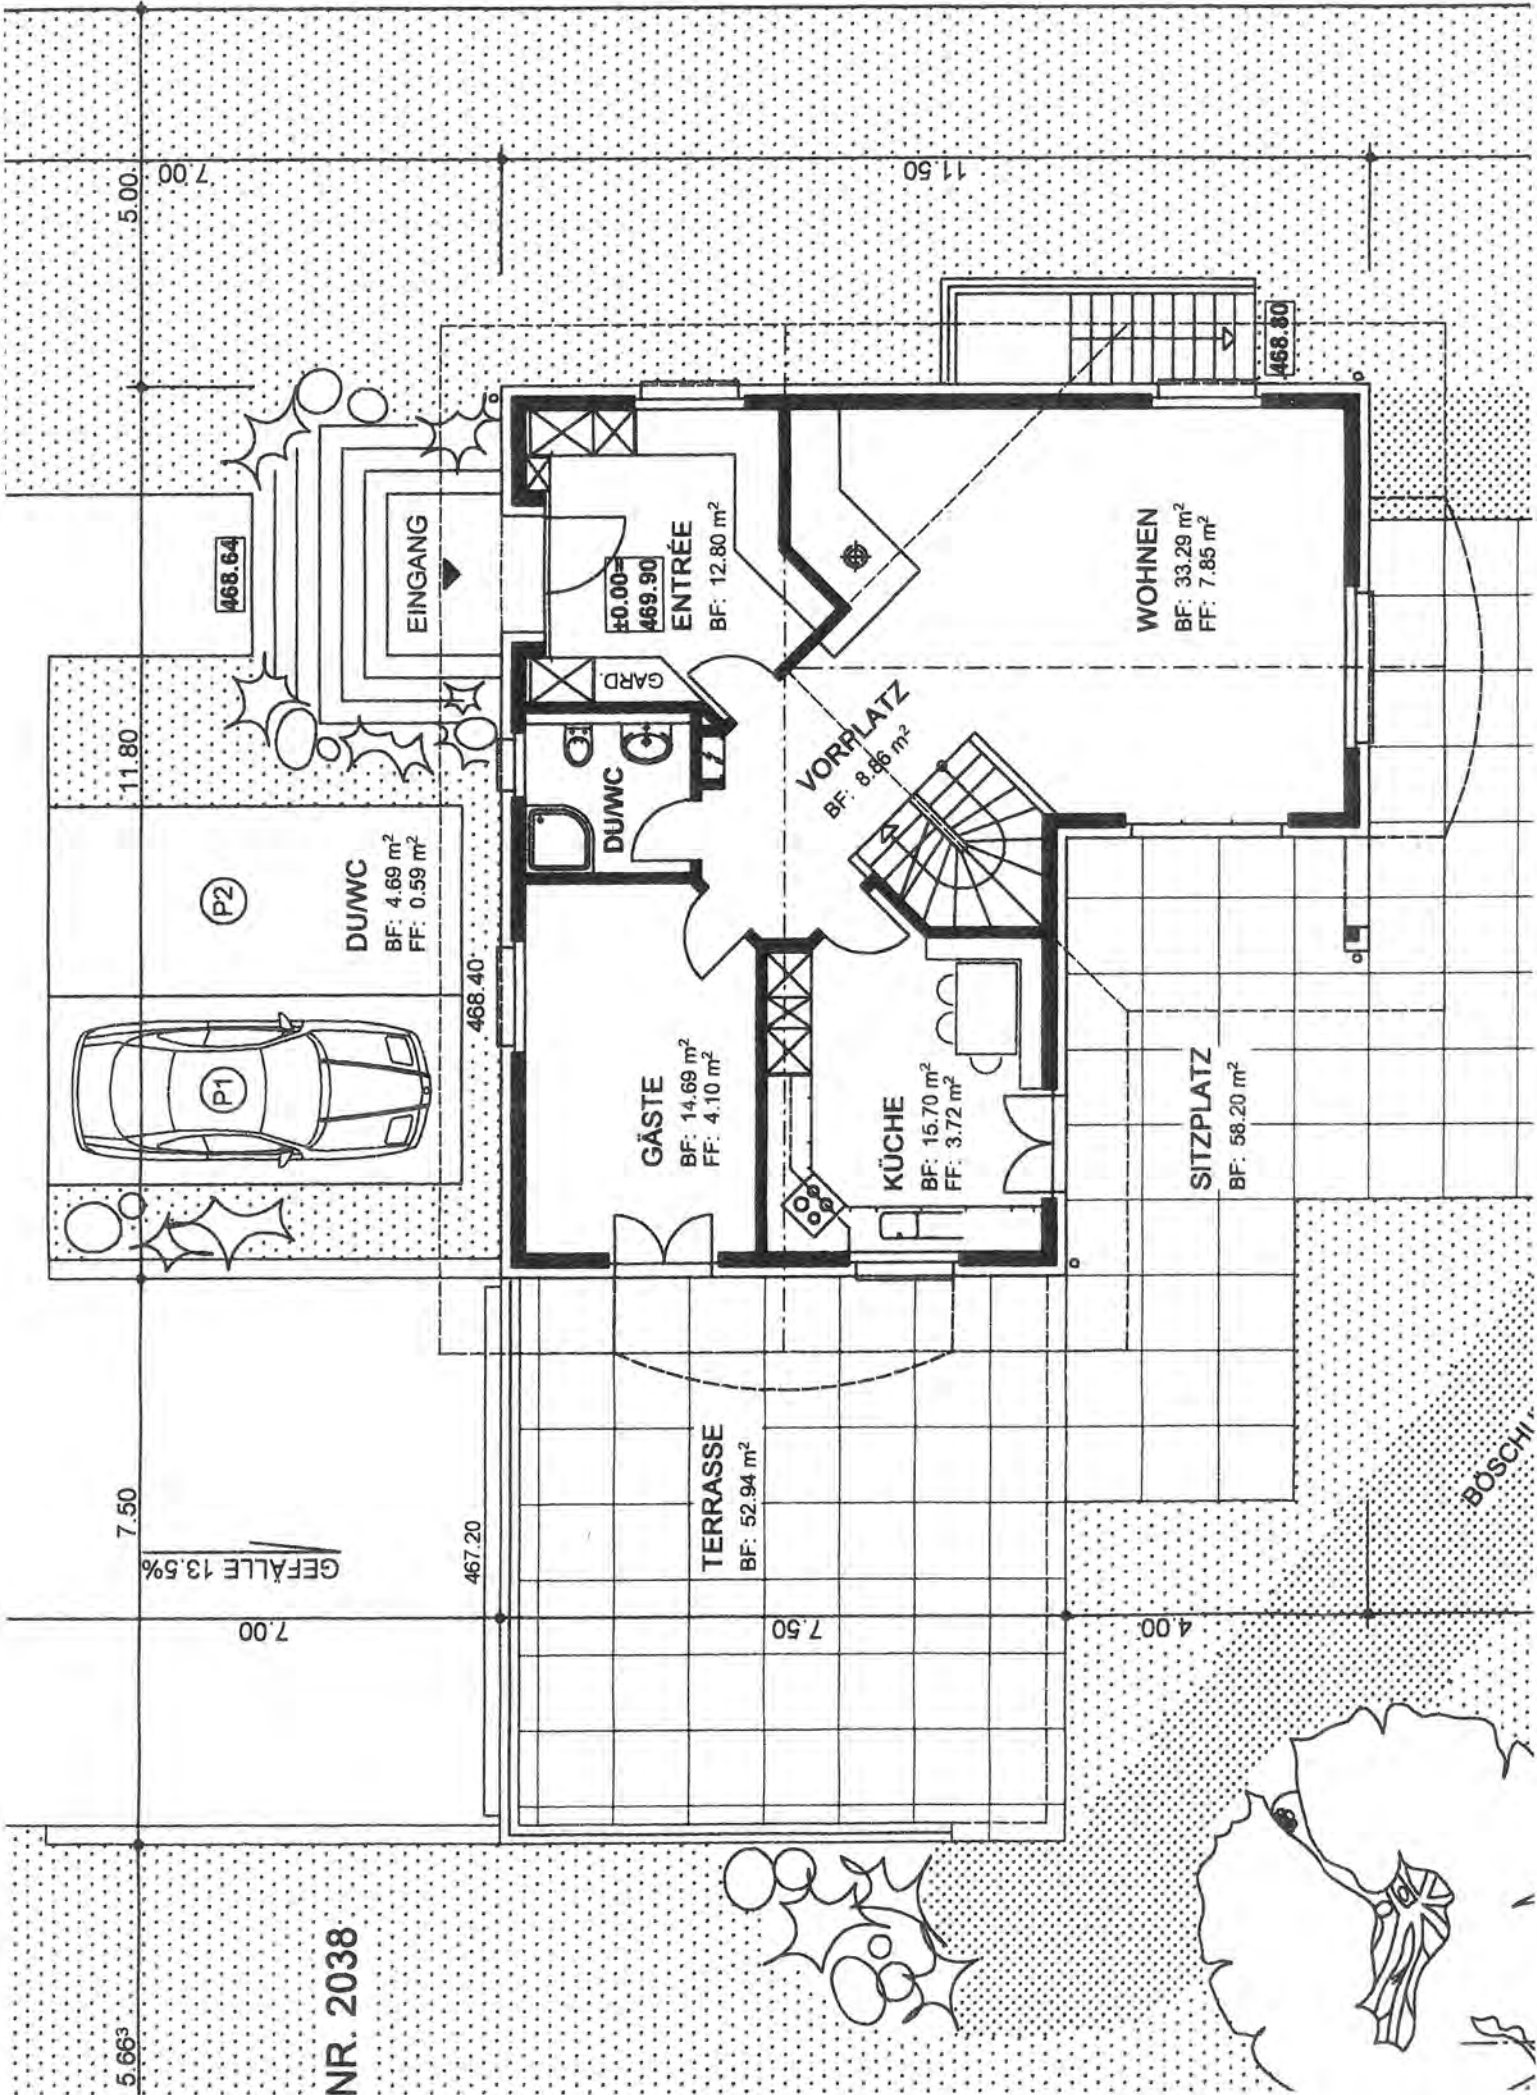 5.00
7.00
11.50
468.64
EINGANG
±0.00=
469.90
ENTRÉE
BF: 12.80 m²
GARD.
468.80
11.80
P2
DU/WC
BF: 4.69 m²
FF: 0.59 m²
DU/WC
VORPLATZ
BF: 8.86 m²
WOHNEN
BF: 33.29 m²
FF: 7.85 m²
468.40
P1
GÄSTE
BF: 14.69 m²
FF: 4.10 m²
KÜCHE
BF: 15.70 m²
FF: 3.72 m²
SITZPLATZ
BF: 58.20 m²
7.50
GEFÄLLE 13.5%
467.20
TERRASSE
BF: 52.94 m²
7.00
7.50
4.00
BÖSCH
5.66³
NR. 2038